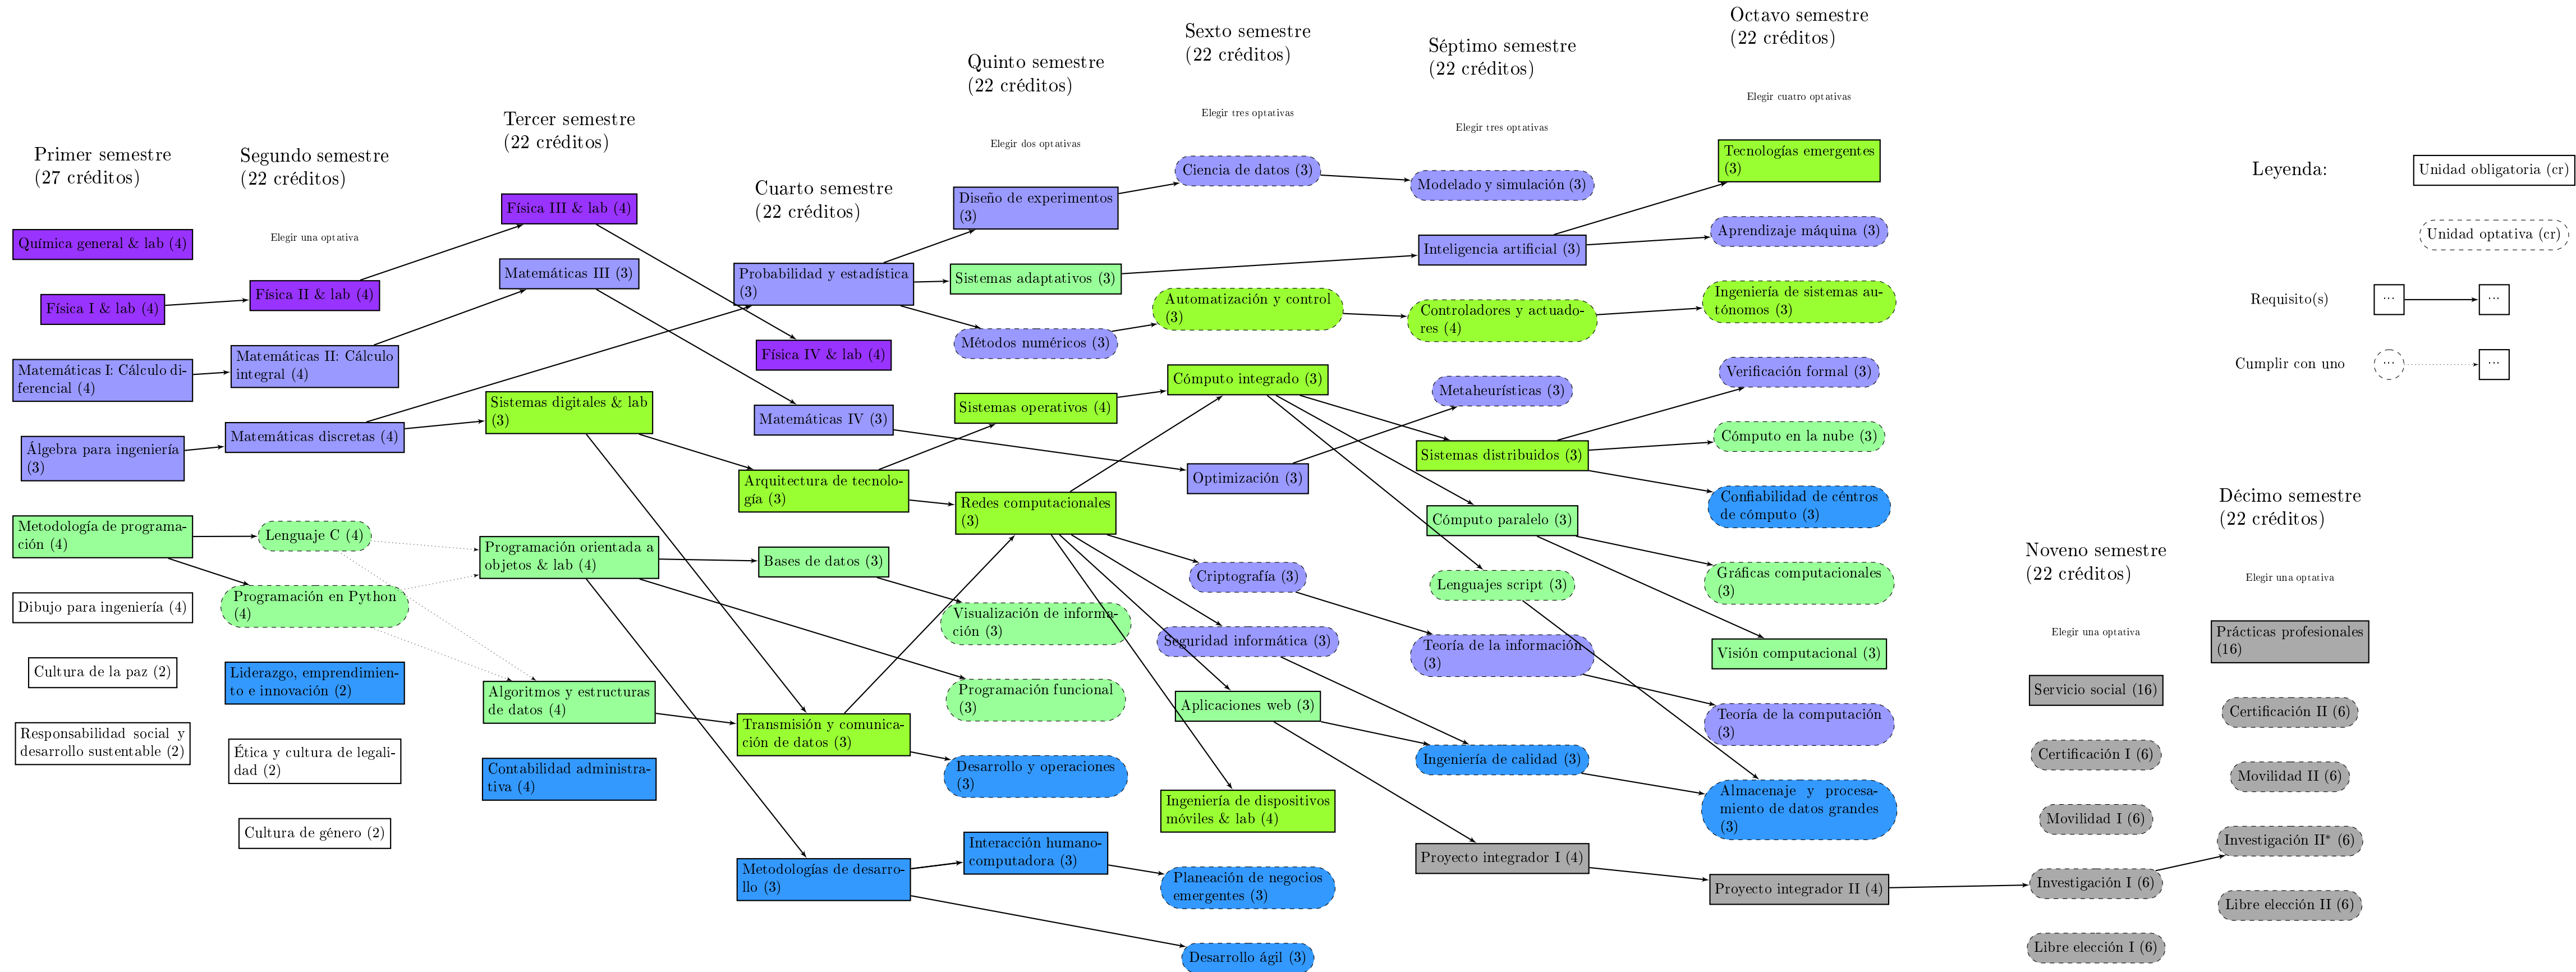 Primer semestre
(27 créditos)
Química general & lab (4)
Física I & lab (4)
Matemáticas I: Cálculo di-
ferencial (4)
Álgebra para ingeniería
(3)
Metodología de programa-
ción (4)
Dibujo para ingeniería (4)
Cultura de la paz (2)
Responsabilidad social y
desarrollo sustentable (2)
Segundo semestre
(22 créditos)
Elegir una optativa
Física II & lab (4)
Matemáticas II: Cálculo
integral (4)
Matemáticas discretas (4)
Lenguaje C (4)
Programación en Python
(4)
Liderazgo, emprendimien-
to e innovación (2)
Ética y cultura de legali-
dad (2)
Cultura de género (2)
Tercer semestre
(22 créditos)
Física III & lab (4)
Matemáticas III (3)
Sistemas digitales & lab
(3)
Programación orientada a
objetos & lab (4)
Algoritmos y estructuras
de datos (4)
Contabilidad administra-
tiva (4)
Cuarto semestre
(22 créditos)
Probabilidad y estadística
(3)
Física IV & lab (4)
Matemáticas IV (3)
Arquitectura de tecnolo-
gía (3)
Bases de datos (3)
Transmisión y comunica-
ción de datos (3)
Metodologías de desarro-
llo (3)
Quinto semestre
(22 créditos)
Elegir dos optativas
Diseño de experimentos
(3)
Sistemas adaptativos (3)
Métodos numéricos (3)
Sistemas operativos (4)
Redes computacionales
(3)
Visualización de informa-
ción (3)
Programación funcional
(3)
Desarrollo y operaciones
(3)
Interacción humano-
computadora (3)
Sexto semestre
(22 créditos)
Elegir tres optativas
Ciencia de datos (3)
Automatización y control
(3)
Cómputo integrado (3)
Optimización (3)
Criptografía (3)
Seguridad informática (3)
Aplicaciones web (3)
Ingeniería de dispositivos
móviles & lab (4)
Planeación de negocios
emergentes (3)
Desarrollo ágil (3)
Séptimo semestre
(22 créditos)
Elegir tres optativas
Modelado y simulación (3)
Inteligencia artificial (3)
Controladores y actuado-
res (4)
Metaheurísticas (3)
Sistemas distribuidos (3)
Cómputo paralelo (3)
Lenguajes script (3)
Teoría de la información
(3)
Ingeniería de calidad (3)
Proyecto integrador I (4)
Octavo semestre
(22 créditos)
Elegir cuatro optativas
Tecnologías emergentes
(3)
Aprendizaje máquina (3)
Ingeniería de sistemas au-
tónomos (3)
Verificación formal (3)
Cómputo en la nube (3)
Confiabilidad de céntros
de cómputo (3)
Gráficas computacionales
(3)
Visión computacional (3)
Teoría de la computación
(3)
Almacenaje y procesa-
miento de datos grandes
(3)
Proyecto integrador II (4)
Noveno semestre
(22 créditos)
Elegir una optativa
Servicio social (16)
Certificación I (6)
Movilidad I (6)
Investigación I (6)
Libre elección I (6)
Décimo semestre
(22 créditos)
Elegir una optativa
Prácticas profesionales
(16)
Certificación II (6)
Movilidad II (6)
Investigación II* (6)
Libre elección II (6)
Leyenda:
Unidad obligatoria (cr)
Unidad optativa (cr)
Requisito(s)
... ...
Cumplir con uno
... ...